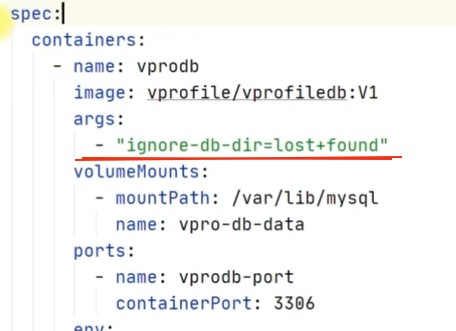 spec:
containers:
- name: vprodb
image: vprofile/vprofiledb:V1
args:
- "ignore-db-dir=lost+found"
volumeMounts:
- mountPath: /var/lib/mysql
name: vpro-db-data
ports:
- name: vprodb-port
containerPort: 3306
env: